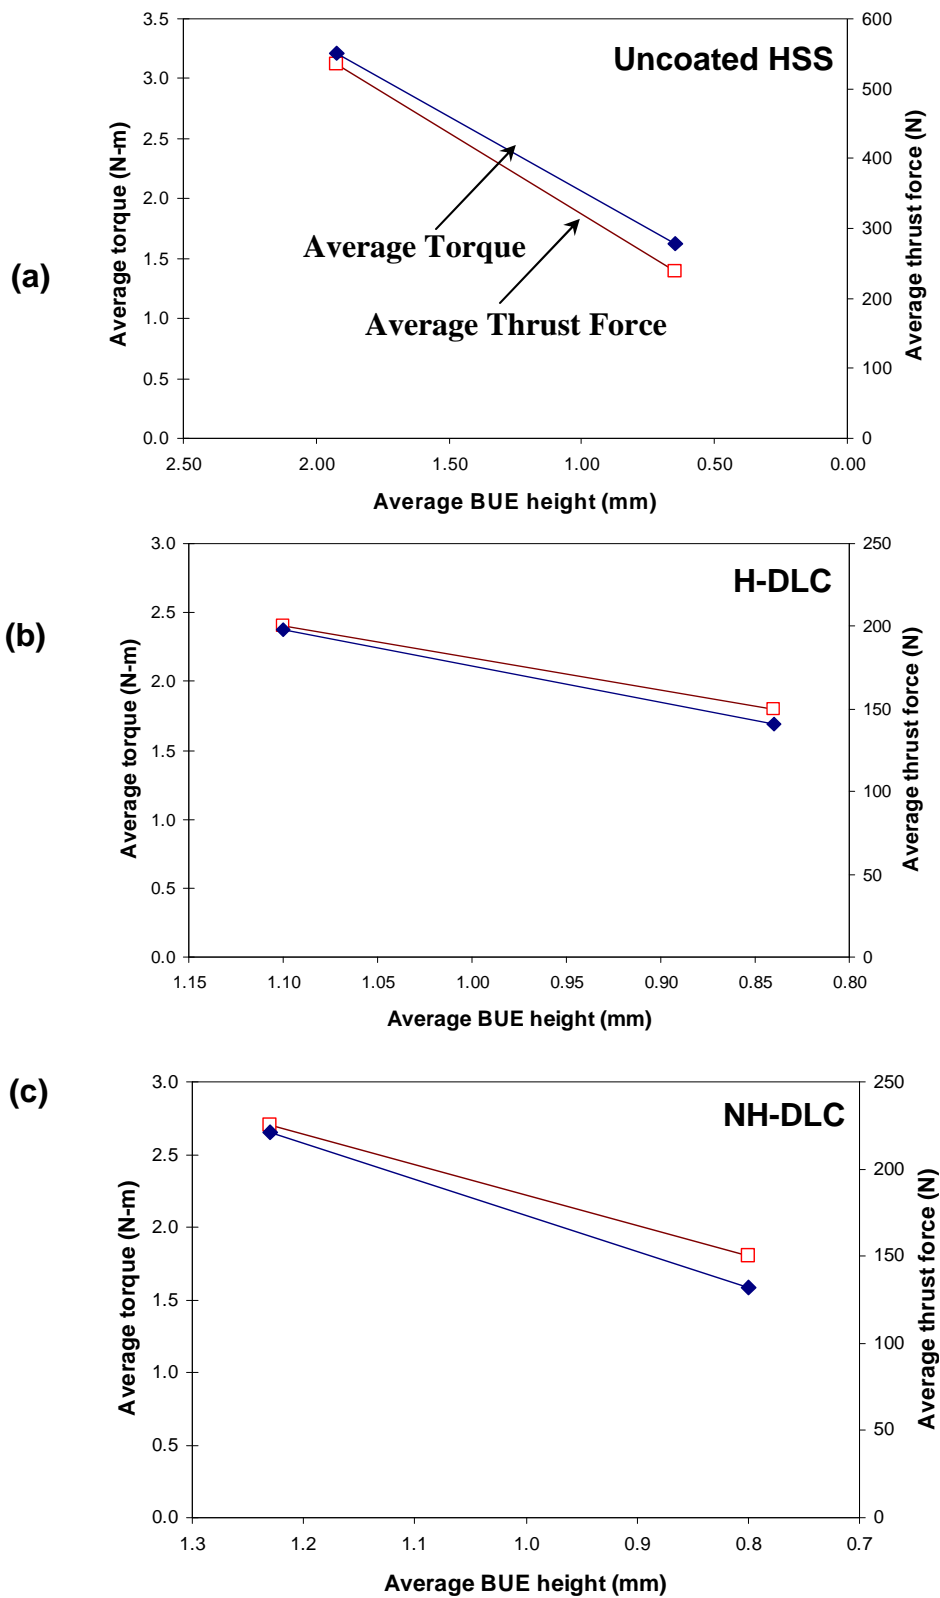 (a)
Uncoated HSS
Average torque (N-m)
3.5
3.0
2.5
2.0
1.5
1.0
0.5
0.0
Average thrust force (N)
600
500
400
300
200
100
0
Average Torque
Average Thrust Force
2.50 2.00 1.50 1.00 0.50 0.00
Average BUE height (mm)
(b)
H-DLC
Average torque (N-m)
3.0
2.5
2.0
1.5
1.0
0.5
0.0
Average thrust force (N)
250
200
150
100
50
0
1.15 1.10 1.05 1.00 0.95 0.90 0.85 0.80
Average BUE height (mm)
(c)
NH-DLC
Average torque (N-m)
3.0
2.5
2.0
1.5
1.0
0.5
0.0
Average thrust force (N)
250
200
150
100
50
0
1.3 1.2 1.1 1.0 0.9 0.8 0.7
Average BUE height (mm)